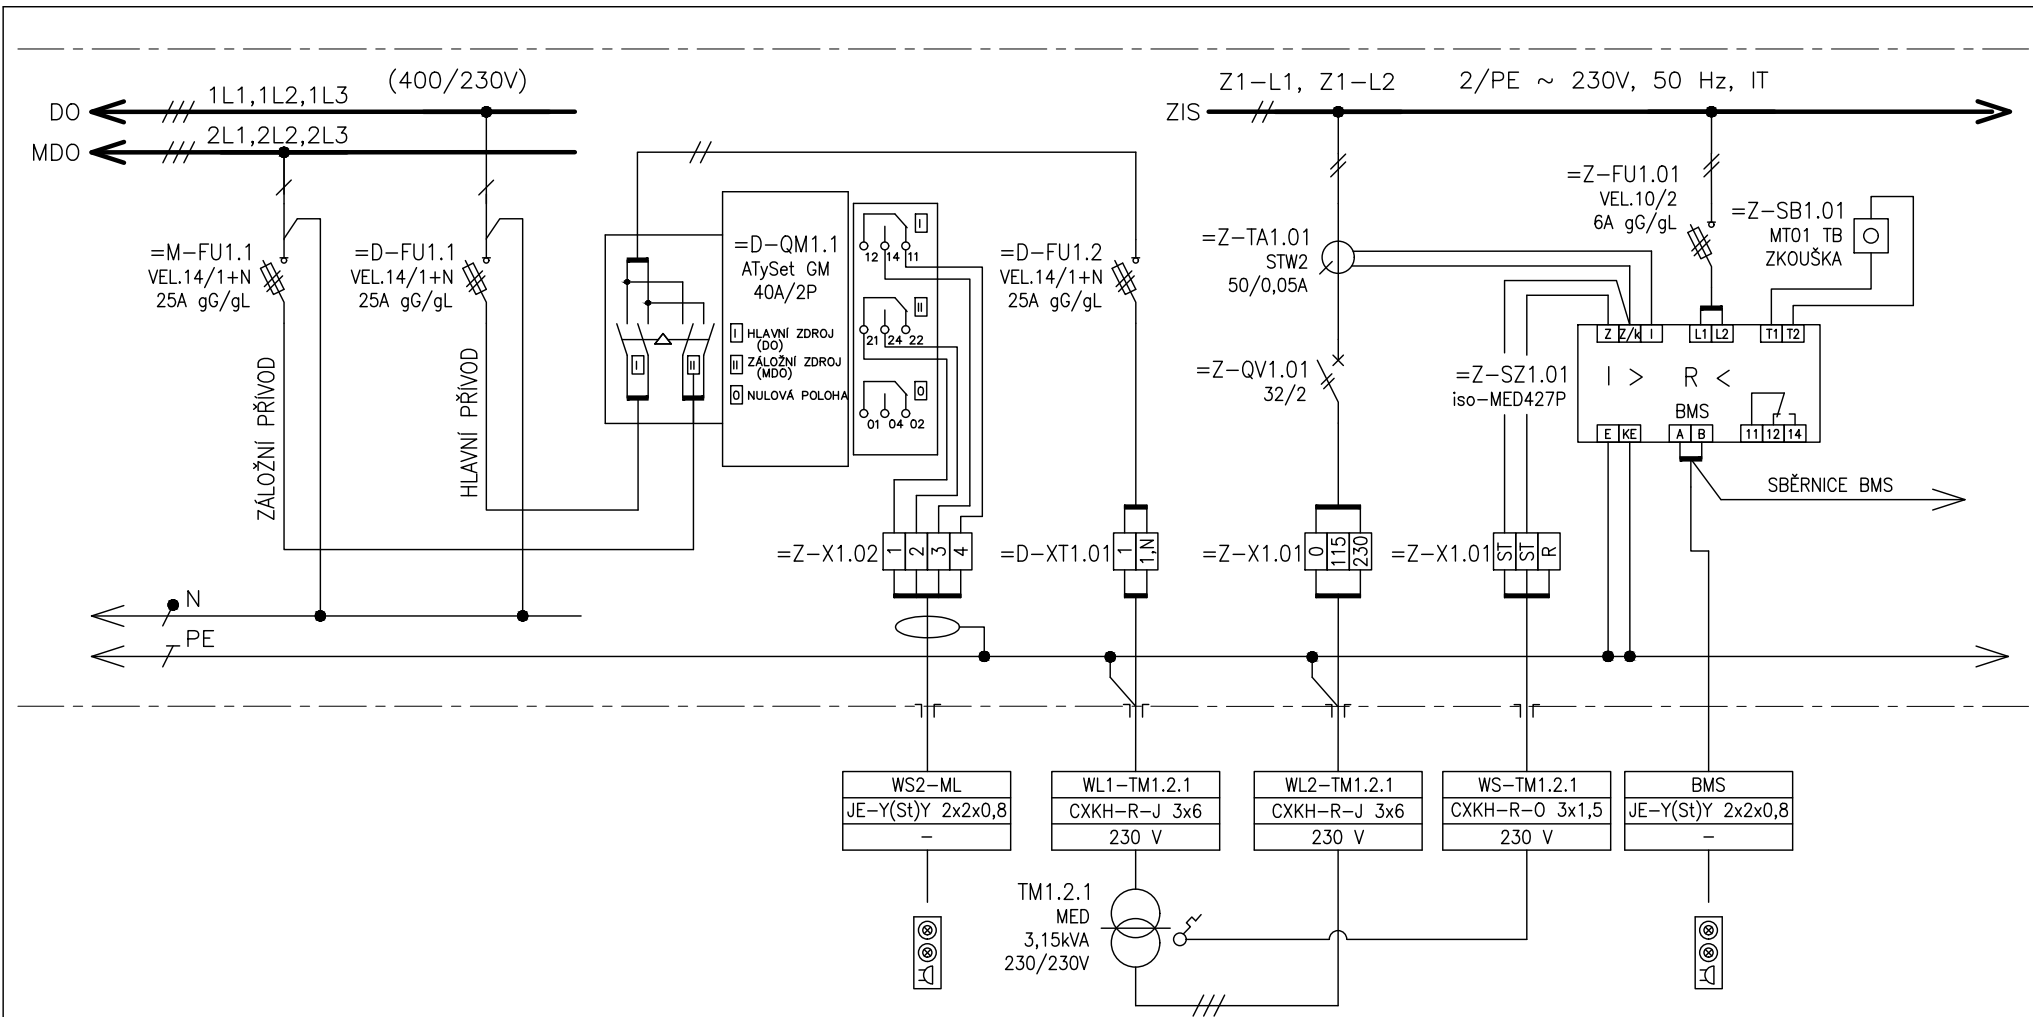 (400/230V)
DO
1L1,1L2,1L3
MDO
2L1,2L2,2L3
Z1-L1, Z1-L2
2/PE ~ 230V, 50 Hz, IT
ZIS
=M-FU1.1
VEL.14/1+N
25A gG/gL
=D-FU1.1
VEL.14/1+N
25A gG/gL
ZÁLOŽNÍ PŘÍVOD
HLAVNÍ PŘÍVOD
I
II
=D-QM1.1
ATySet GM
40A/2P
I HLAVNÍ ZDROJ
(DO)
II ZÁLOŽNÍ ZDROJ
(MDO)
0 NULOVÁ POLOHA
I
12 14 11
II
21 24 22
0
01 04 02
=D-FU1.2
VEL.14/1+N
25A gG/gL
=Z-TA1.01
STW2
50/0,05A
=Z-QV1.01
32/2
=Z-FU1.01
VEL.10/2
6A gG/gL
=Z-SB1.01
MT01 TB
ZKOUŠKA
=Z-SZ1.01
iso-MED427P
Z Z/k I L1 L2 T1 T2
I > R <
BMS
E KE A B 11 12 14
SBĚRNICE BMS
=Z-X1.02 1 2 3 4
=D-XT1.01 1 1,N
=Z-X1.01 0 115 230
=Z-X1.01 ST ST R
N
PE
WS2-ML
JE-Y(St)Y 2x2x0,8
-
WL1-TM1.2.1
CXKH-R-J 3x6
230 V
WL2-TM1.2.1
CXKH-R-J 3x6
230 V
WS-TM1.2.1
CXKH-R-O 3x1,5
230 V
BMS
JE-Y(St)Y 2x2x0,8
-
TM1.2.1
MED
3,15kVA
230/230V